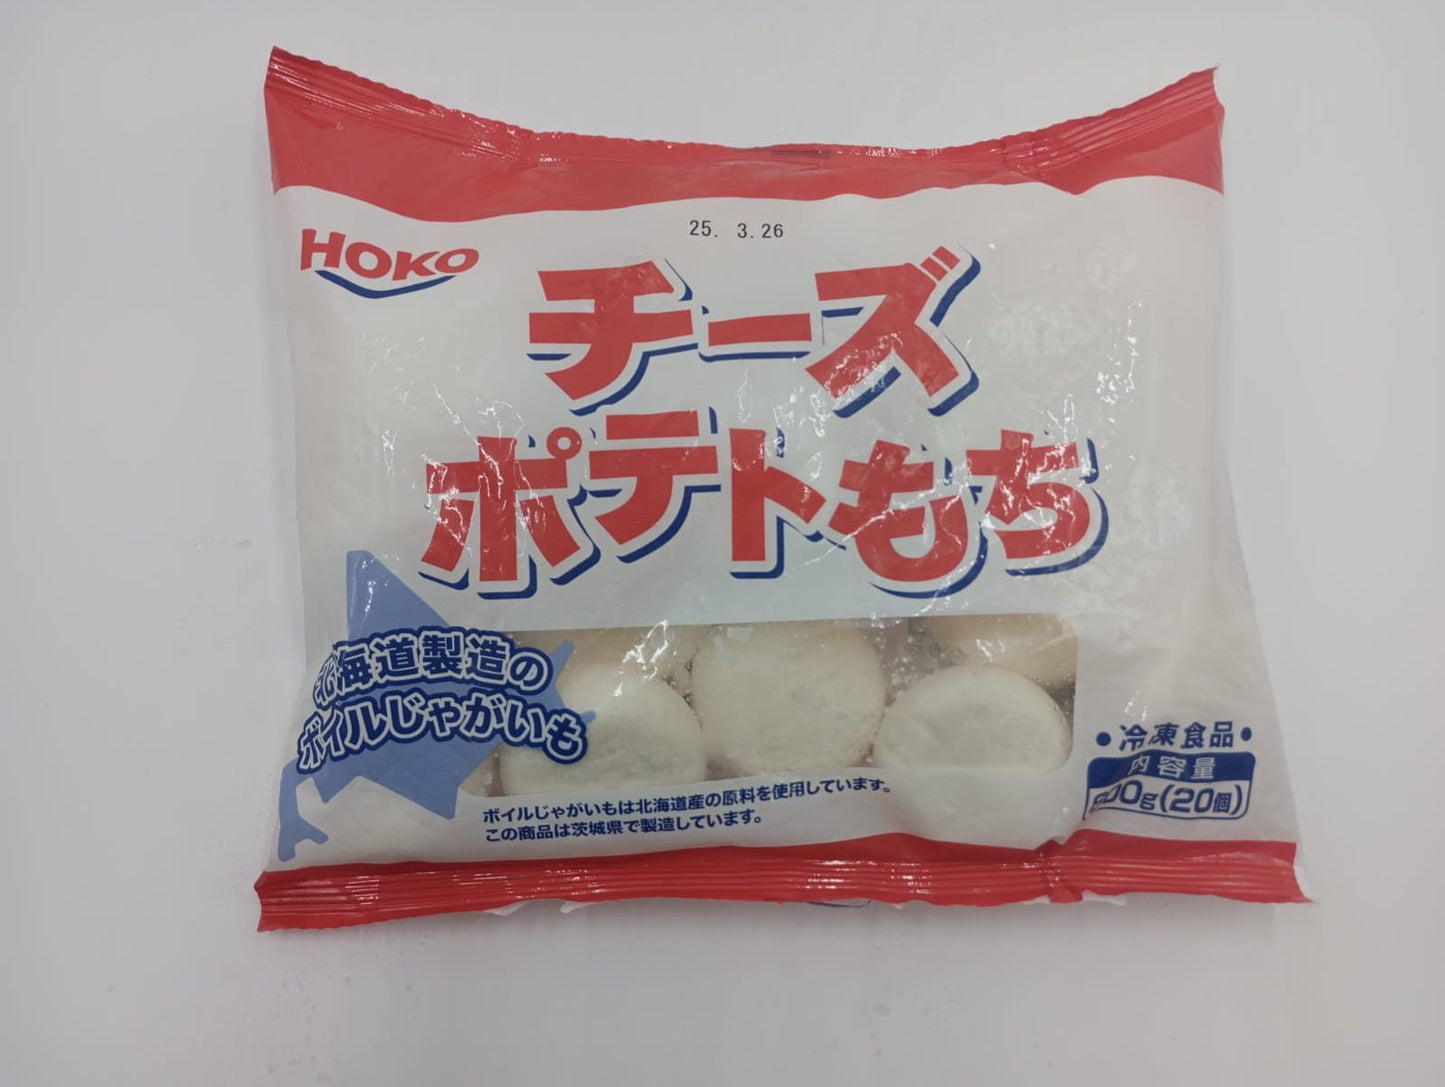 25. 3.26
HOKO
チーズ
ポテトもち
北海道製造の
ボイルじゃがいも
ボイルじゃがいもは北海道産の原料を使用しています。
この商品は茨城県で製造しています。
•冷凍食品•
内容量
(20個)